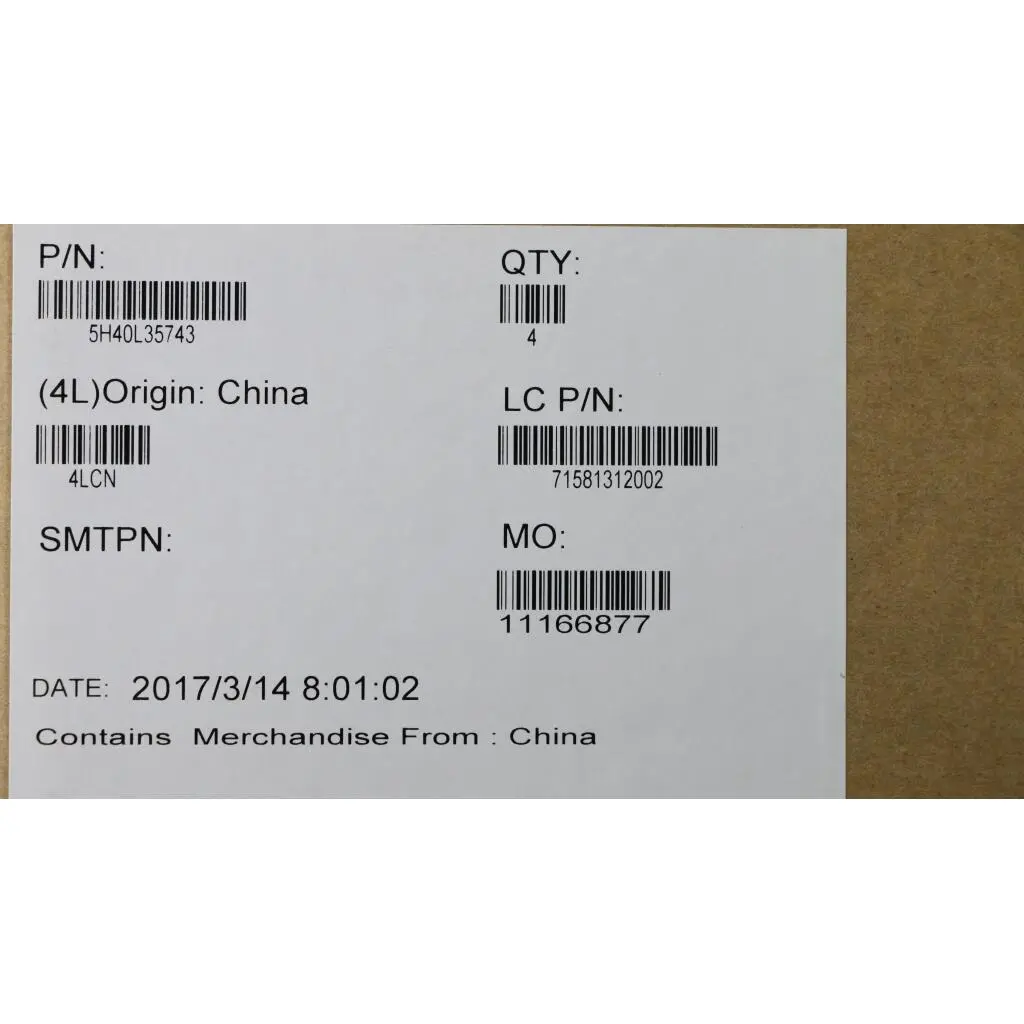 P/N:
5H40L35743
QTY:
4
(4L)Origin: China
4LCN
LC P/N:
71581312002
SMTPN:
MO:
11166877
DATE: 2017/3/14 8:01:02
Contains Merchandise From : China